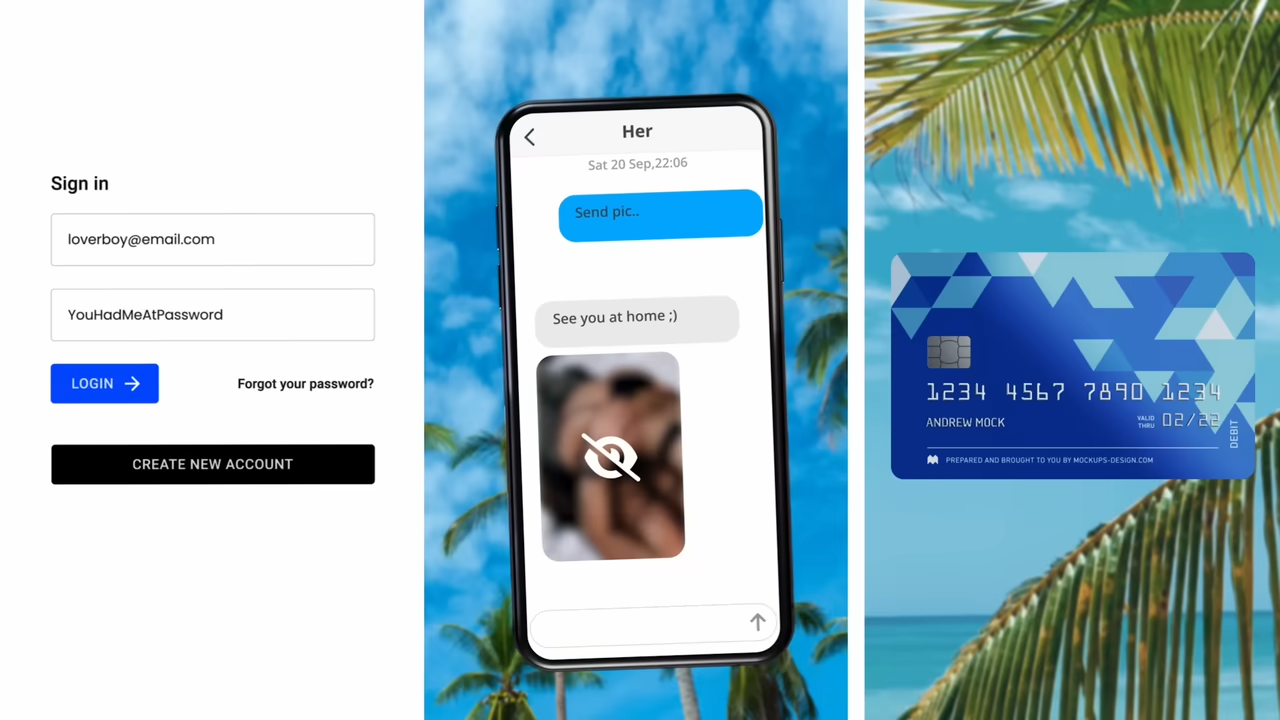 Sign in
loverboy@email.com
YouHadMeAtPassword
LOGIN
Forgot your password?
CREATE NEW ACCOUNT
Her
Sat 20 Sep,22:06
Send pic..
See you at home ;)
1234 4567 7890 1234
ANDREW MOCK
VALID
THRU
02/22
DEBIT
PREPARED AND BROUGHT TO YOU BY MOCKUPS-DESIGN.COM